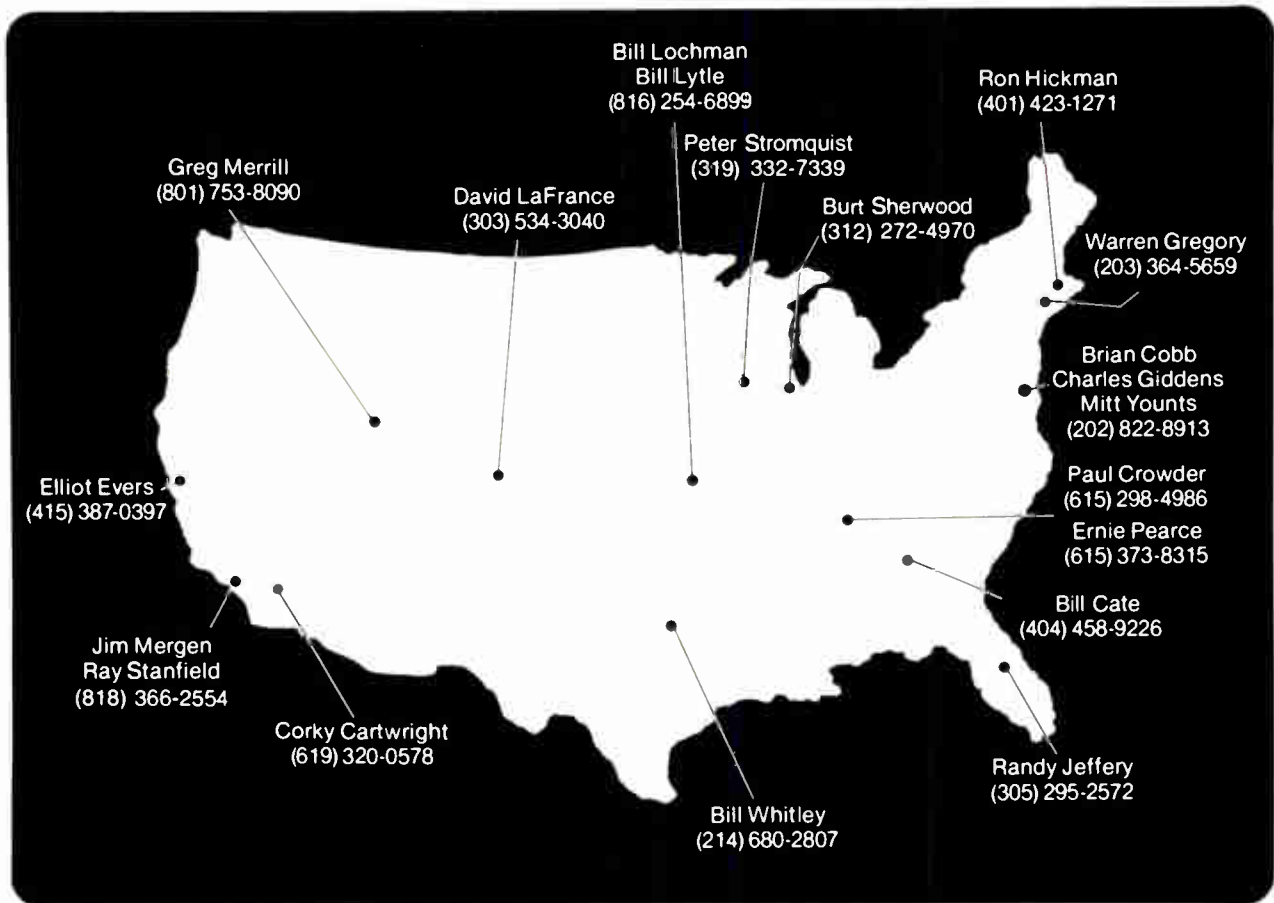 Bill Lochman
Bill Lytle
(816) 254-6899
Ron Hickman
(401) 423-1271
Peter Stromquist
(319) 332-7339
Greg Merrill
(801) 753-8090
David LaFrance
(303) 534-3040
Burt Sherwood
(312) 272-4970
Warren Gregory
(203) 364-5659
Brian Cobb
Charles Giddens
Mitt Younts
(202) 822-8913
Elliot Evers
(415) 387-0397
Paul Crowder
(615) 298-4986
Ernie Pearce
(615) 373-8315
Bill Cate
(404) 458-9226
Jim Mergen
Ray Stanfield
(818) 366-2554
Corky Cartwright
(619) 320-0578
Randy Jeffery
(305) 295-2572
Bill Whitley
(214) 680-2807